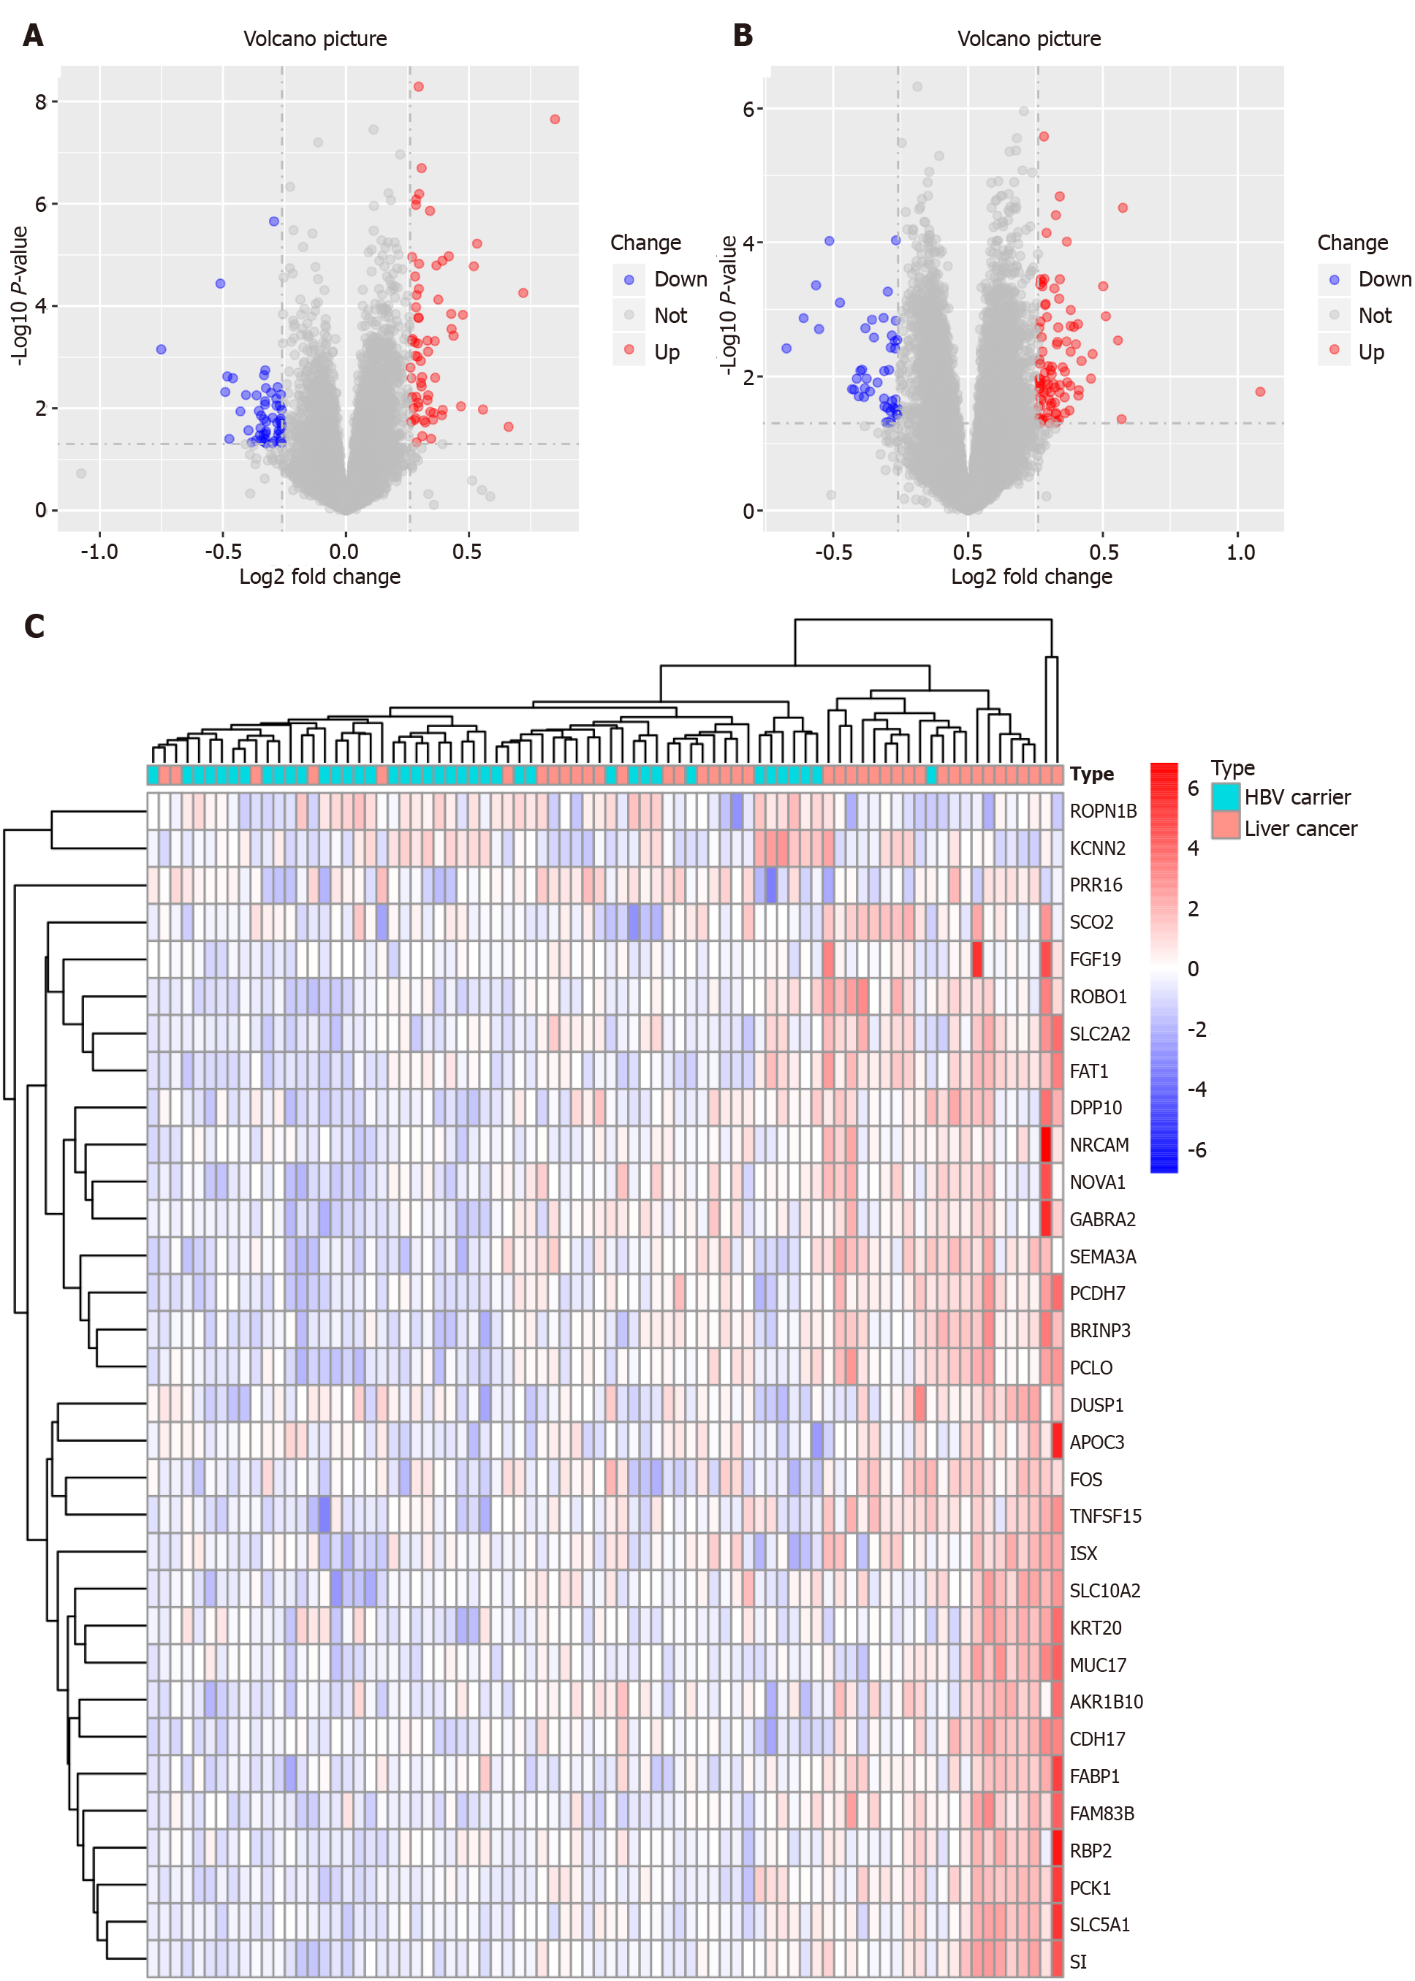 A
Volcano picture
8
6
4
2
0
-Log10 P-value
-1.0
-0.5
0.0
0.5
Log2 fold change
Change
Down
Not
Up
B
Volcano picture
6
4
2
0
-Log10 P-value
-0.5
0.5
0.5
1.0
Log2 fold change
Change
Down
Not
Up
C
Type
ROPN1B
KCNN2
PRR16
SCO2
FGF19
ROBO1
SLC2A2
FAT1
DPP10
NRCAM
NOVA1
GABRA2
SEMA3A
PCDH7
BRINP3
PCLO
DUSP1
APOC3
FOS
TNFSF15
ISX
SLC10A2
KRT20
MUC17
AKR1B10
CDH17
FABP1
FAM83B
RBP2
PCK1
SLC5A1
SI
6
4
2
0
-2
-4
-6
Type
HBV carrier
Liver cancer